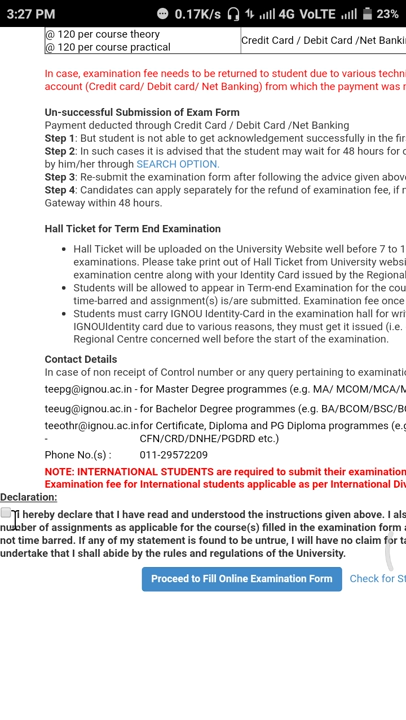 3:27 PM
0.17K/s 4G VoLTE 23%
@ 120 per course theory
@ 120 per course practical
Credit Card / Debit Card /Net Banki
In case, examination fee needs to be returned to student due to various techni
account (Credit card/ Debit card/ Net Banking) from which the payment was r
Un-successful Submission of Exam Form
Payment deducted through Credit Card / Debit Card /Net Banking
Step 1: But student is not able to get acknowledgement successfully in the fir
Step 2: In such cases it is advised that the student may wait for 48 hours for c
by him/her through SEARCH OPTION.
Step 3: Re-submit the examination form after following the advice given above
Step 4: Candidates can apply separately for the refund of examination fee, if r
Gateway within 48 hours.
Hall Ticket for Term End Examination
Hall Ticket will be uploaded on the University Website well before 7 to 1
examinations. Please take print out of Hall Ticket from University websi
examination centre along with your Identity Card issued by the Regional
Students will be allowed to appear in Term-end Examination for the cou
time-barred and assignment(s) is/are submitted. Examination fee once
Students must carry IGNOU Identity-Card in the examination hall for wri
IGNOUIdentity card due to various reasons, they must get it issued (i.e.
Regional Centre concerned well before the start of the examination.
Contact Details
In case of non receipt of Control number or any query pertaining to examinati
teepg@ignou.ac.in - for Master Degree programmes (e.g. MA/ MCOM/MCA/M
teeug@ignou.ac.in - for Bachelor Degree programmes (e.g. BA/BCOM/BSC/BC
teeothr@ignou.ac.in for Certificate, Diploma and PG Diploma programmes (e.g
- CFN/CRD/DNHE/PGDRD etc.)
Phone No.(s) : 011-29572209
NOTE: INTERNATIONAL STUDENTS are required to submit their examination
Examination fee for International students applicable as per International Div
Declaration:
I hereby declare that I have read and understood the instructions given above. I als
number of assignments as applicable for the course(s) filled in the examination form a
not time barred. If any of my statement is found to be untrue, I will have no claim for ta
undertake that I shall abide by the rules and regulations of the University.
Proceed to Fill Online Examination Form Check for St